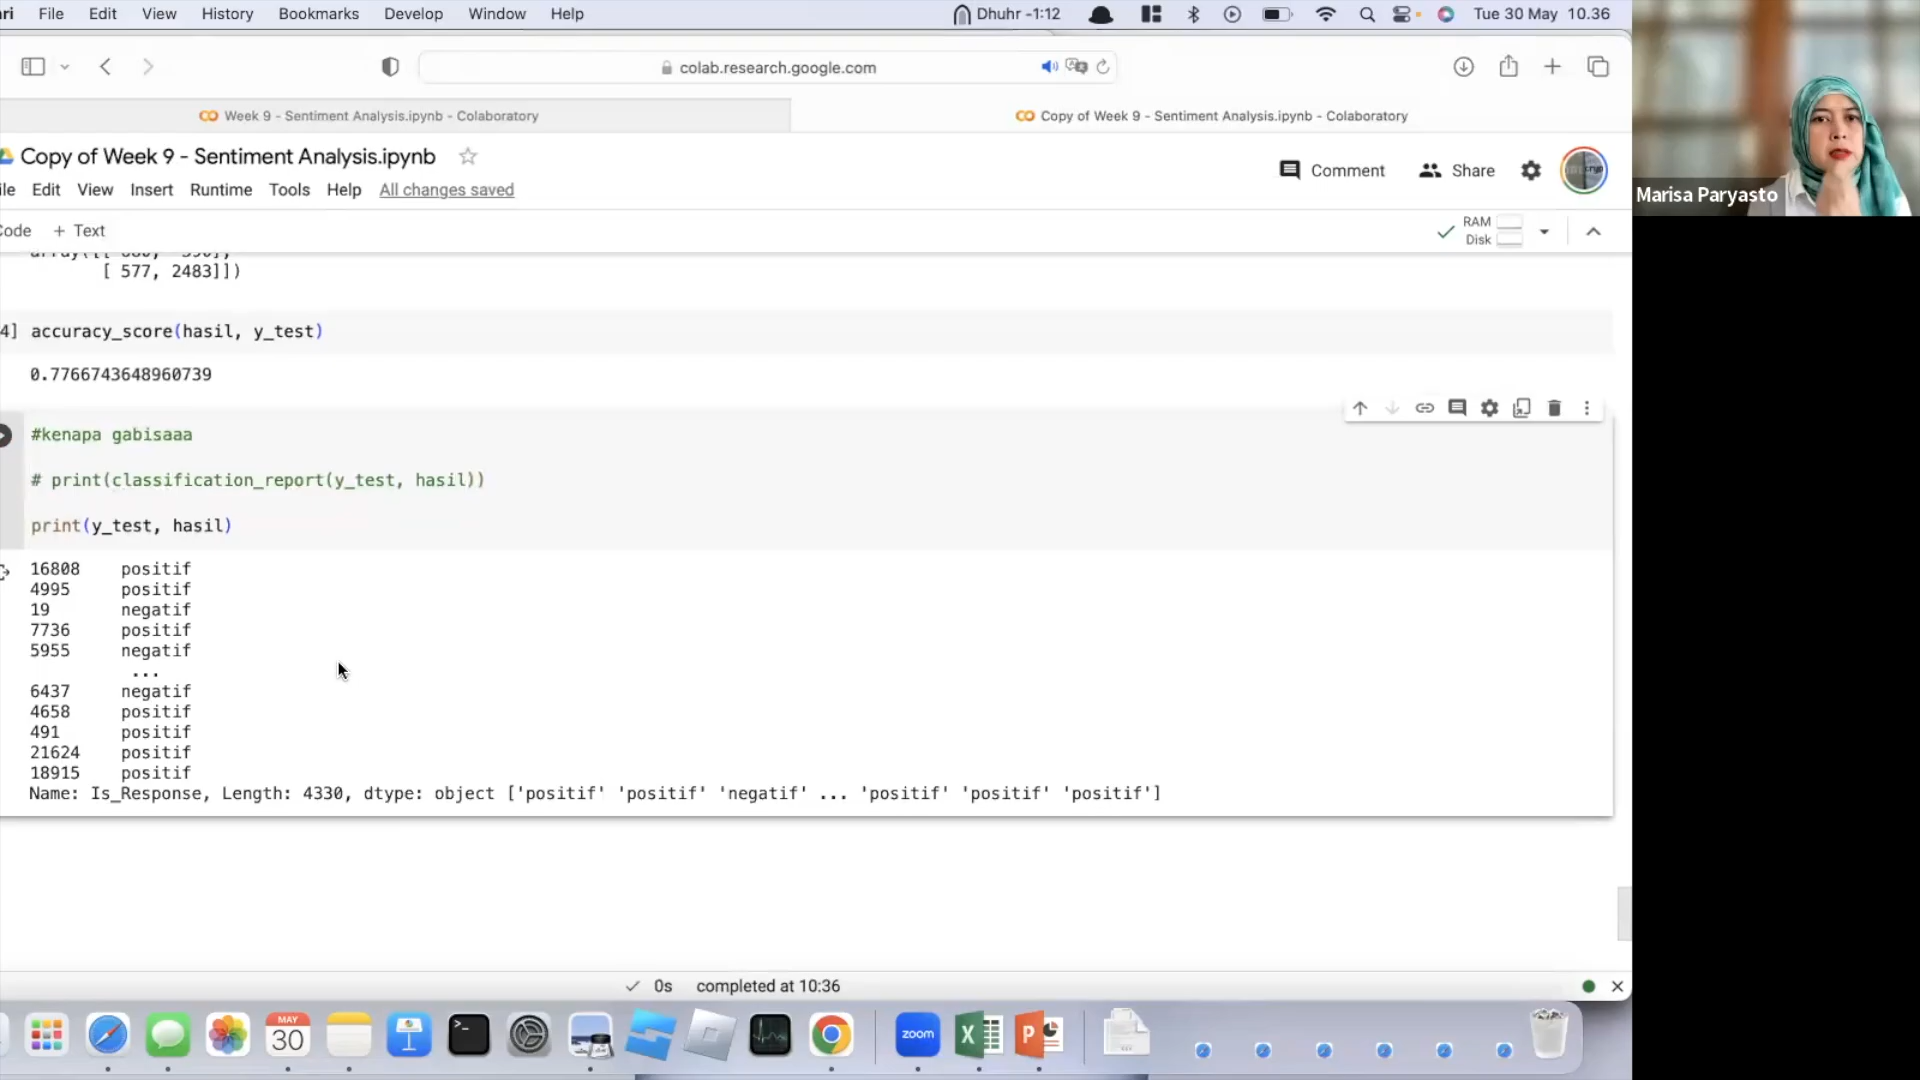 ri File Edit View History Bookmarks Develop Window Help Dhuhr -1:12 Tue 30 May 10.36
colab.research.google.com
Week 9 - Sentiment Analysis.ipynb - Colaboratory Copy of Week 9 - Sentiment Analysis.ipynb - Colaboratory
Copy of Week 9 - Sentiment Analysis.ipynb
Comment Share
ile Edit View Insert Runtime Tools Help All changes saved
Marisa Paryasto
ode + Text RAM
Disk
[ 577, 2483]])
4] accuracy_score(hasil, y_test)
0.7766743648960739
#kenapa gabisaaa
# print(classification_report(y_test, hasil))
print(y_test, hasil)
16808 positif
4995 positif
19 negatif
7736 positif
5955 negatif
...
6437 negatif
4658 positif
491 positif
21624 positif
18915 positif
Name: Is_Response, Length: 4330, dtype: object ['positif' 'positif' 'negatif' ... 'positif' 'positif' 'positif']
0s completed at 10:36
MAY
30
zoom
X
P